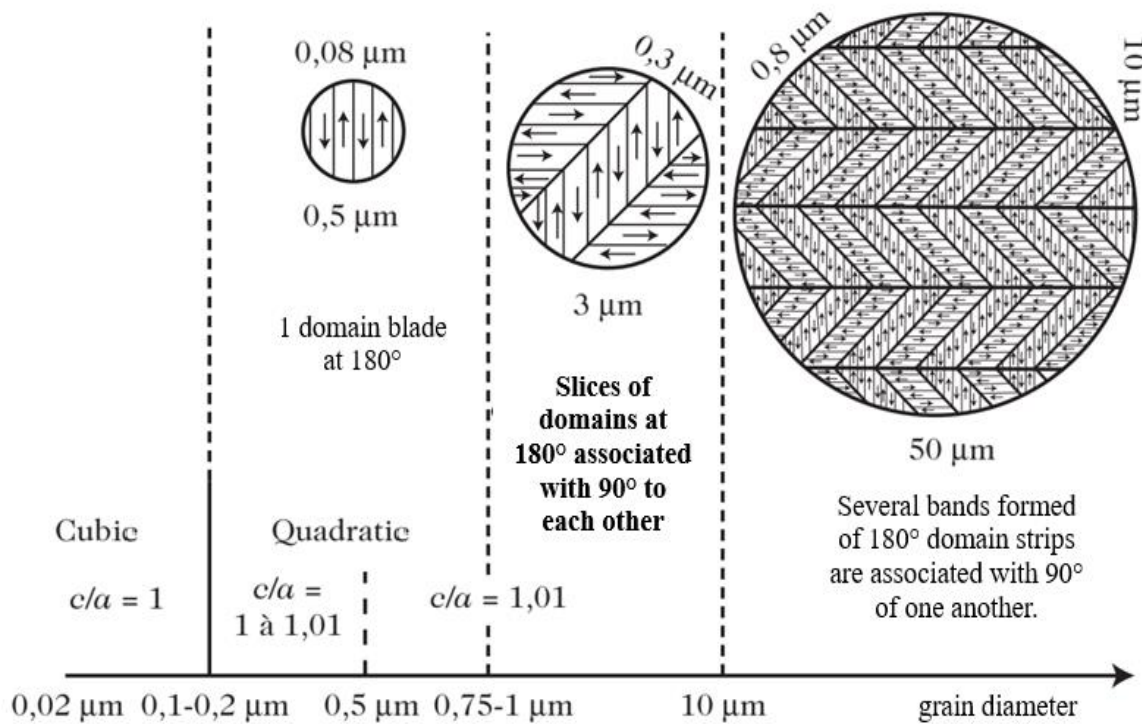 0,08 µm
0,5 µm
1 domain blade
at 180°
0,3 µm
3 µm
Slices of
domains at
180° associated
with 90° to
each other
0,8 µm
10 µm
50 µm
Several bands formed
of 180° domain strips
are associated with 90°
of one another.
Cubic
c/a = 1
Quadratic
c/a =
1 à 1,01
c/a = 1,01
0,02 µm
0,1-0,2 µm
0,5 µm
0,75-1 µm
10 µm
grain diameter